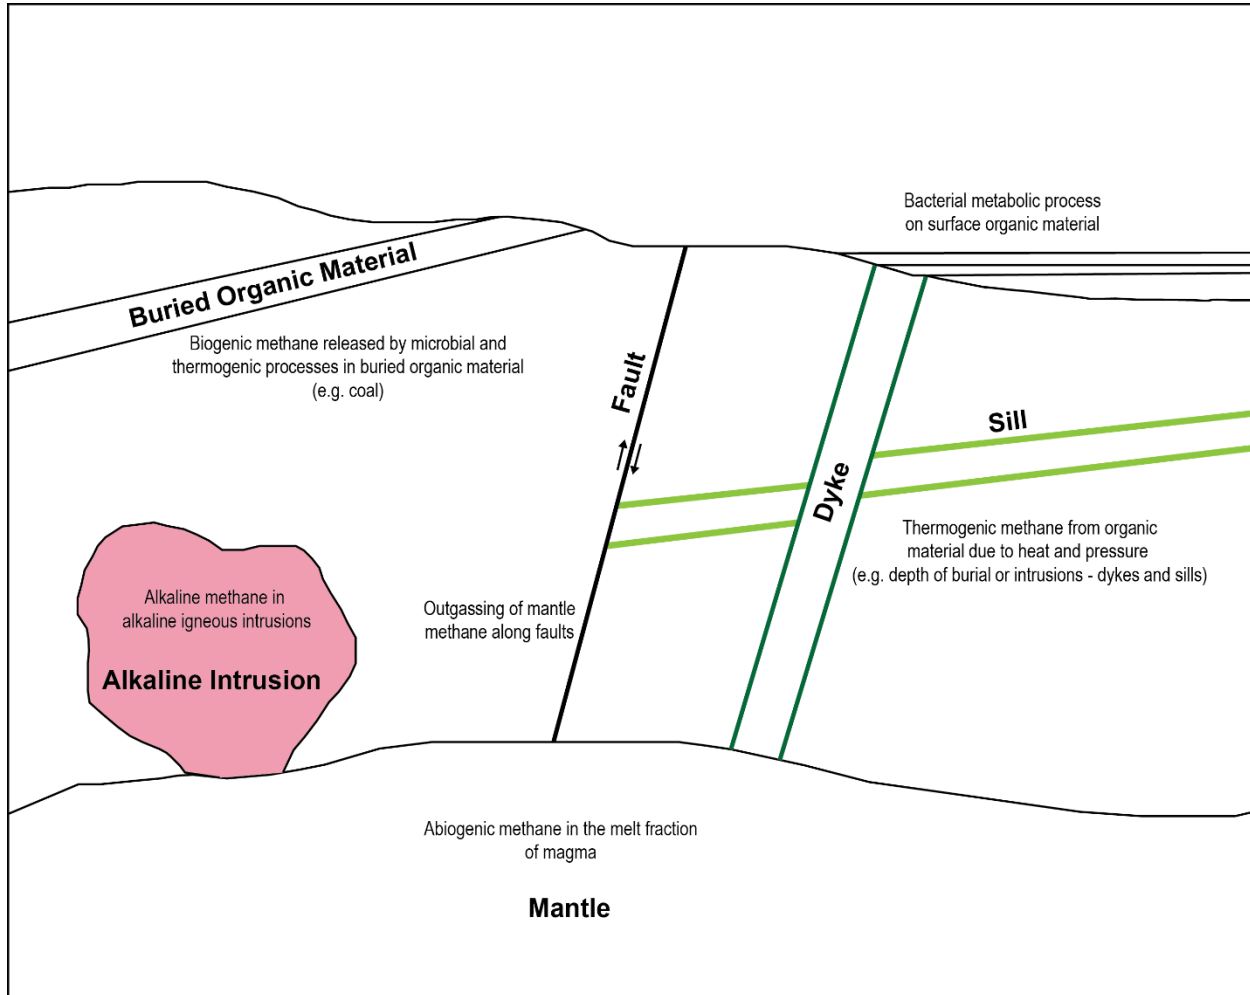 Bacterial metabolic process
on surface organic material
Buried Organic Material
Biogenic methane released by microbial and
thermogenic processes in buried organic material
(e.g. coal)
Fault
Sill
Dyke
Thermogenic methane from organic
material due to heat and pressure
(e.g. depth of burial or intrusions - dykes and sills)
Alkaline methane in
alkaline igneous intrusions
Alkaline Intrusion
Outgassing of mantle
methane along faults
Abiogenic methane in the melt fraction
of magma
Mantle